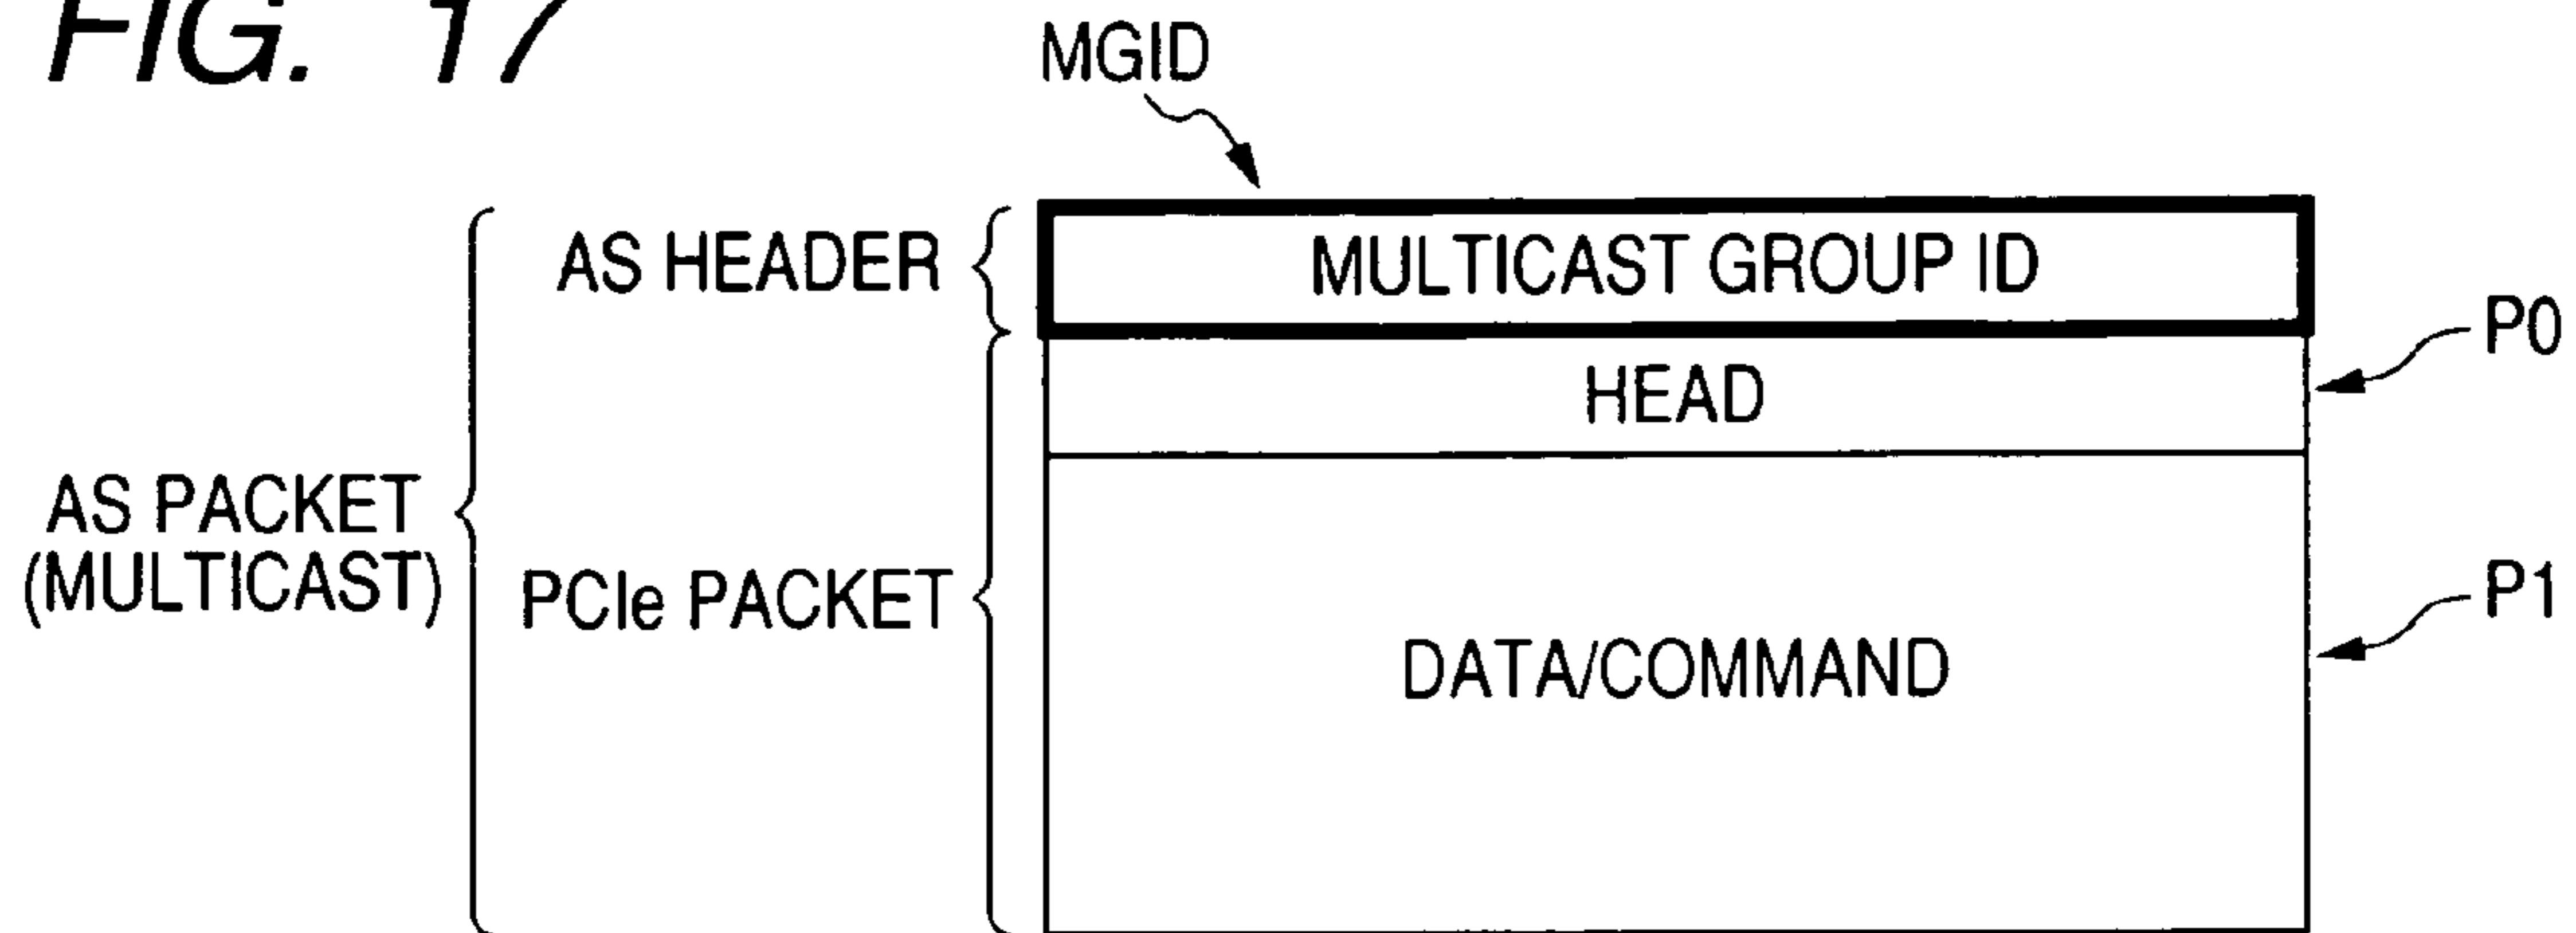 FIG. 17
MGID
AS HEADER
MULTICAST GROUP ID
P0
HEAD
AS PACKET
(MULTICAST)
PCIe PACKET
P1
DATA/COMMAND